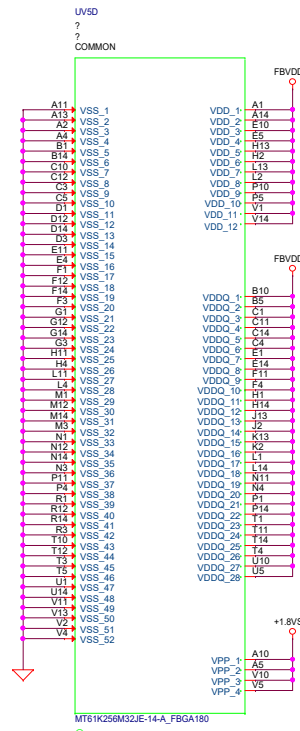 UV5D
?
?
COMMON
A11 VSS_1
A13 VSS_2
A2 VSS_3
A4 VSS_4
B1 VSS_5
B14 VSS_6
C10 VSS_7
C12 VSS_8
C3 VSS_9
C5 VSS_10
D1 VSS_11
D12 VSS_12
D14 VSS_13
D3 VSS_14
E11 VSS_15
E4 VSS_16
F1 VSS_17
F12 VSS_18
F14 VSS_19
F3 VSS_20
G1 VSS_21
G12 VSS_22
G14 VSS_23
G3 VSS_24
H11 VSS_25
H4 VSS_26
L11 VSS_27
L4 VSS_28
M1 VSS_29
M12 VSS_30
M14 VSS_31
M3 VSS_32
N1 VSS_33
N12 VSS_34
N14 VSS_35
N3 VSS_36
P11 VSS_37
P4 VSS_38
R1 VSS_39
R12 VSS_40
R14 VSS_41
R3 VSS_42
T10 VSS_43
T12 VSS_44
T3 VSS_45
T5 VSS_46
U1 VSS_47
U14 VSS_48
V11 VSS_49
V13 VSS_50
V2 VSS_51
V4 VSS_52
FBVDD
VDD_1 A1
VDD_2 A14
VDD_3 E10
VDD_4 E5
VDD_5 H13
VDD_6 H2
VDD_7 L13
VDD_8 L2
VDD_9 P10
VDD_10 P5
VDD_11 V1
VDD_12 V14
FBVDD
VDDQ_1 B10
VDDQ_2 B5
VDDQ_3 C1
VDDQ_4 C11
VDDQ_5 C14
VDDQ_6 C4
VDDQ_7 E1
VDDQ_8 E14
VDDQ_9 F11
VDDQ_10 F4
VDDQ_11 H1
VDDQ_12 H14
VDDQ_13 J13
VDDQ_14 J2
VDDQ_15 K13
VDDQ_16 K2
VDDQ_17 L1
VDDQ_18 L14
VDDQ_19 N11
VDDQ_20 N4
VDDQ_21 P1
VDDQ_22 P14
VDDQ_23 T1
VDDQ_24 T11
VDDQ_25 T14
VDDQ_26 T4
VDDQ_27 U10
VDDQ_28 U5
+1.8VS
VPP_1 A10
VPP_2 A5
VPP_3 V10
VPP_4 V5
MT61K256M32JE-14-A_FBGA180